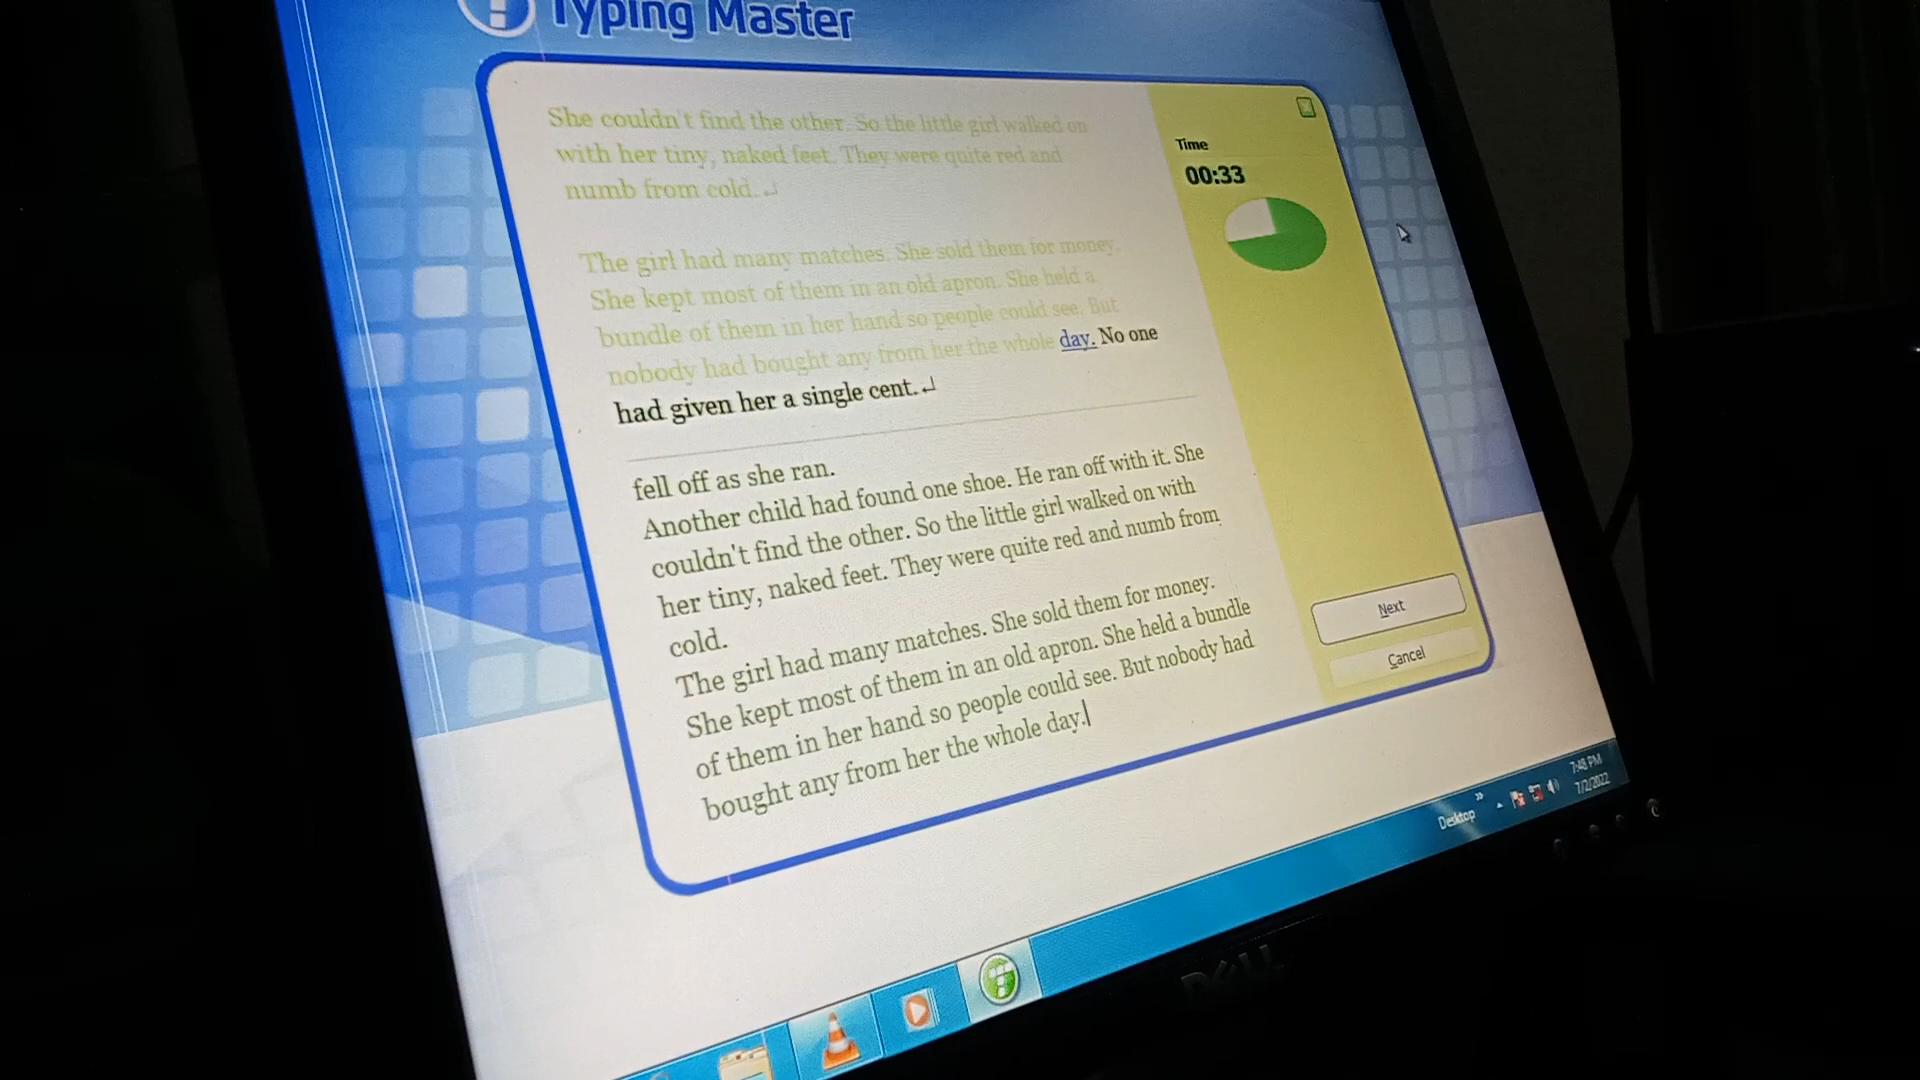 Typing Master
She couldn't find the other. So the little girl walked on
with her tiny, naked feet. They were quite red and
numb from cold.
The girl had many matches. She sold them for money.
She kept most of them in an old apron. She held a
bundle of them in her hand so people could see. But
nobody had bought any from her the whole day. No one
had given her a single cent.
fell off as she ran.
Another child had found one shoe. He ran off with it. She
couldn't find the other. So the little girl walked on with
her tiny, naked feet. They were quite red and numb from
cold.
The girl had many matches. She sold them for money.
She kept most of them in an old apron. She held a bundle
of them in her hand so people could see. But nobody had
bought any from her the whole day.
Time
00:33
Next
Cancel
Desktop
7:48 PM
7/2/2022
DELL